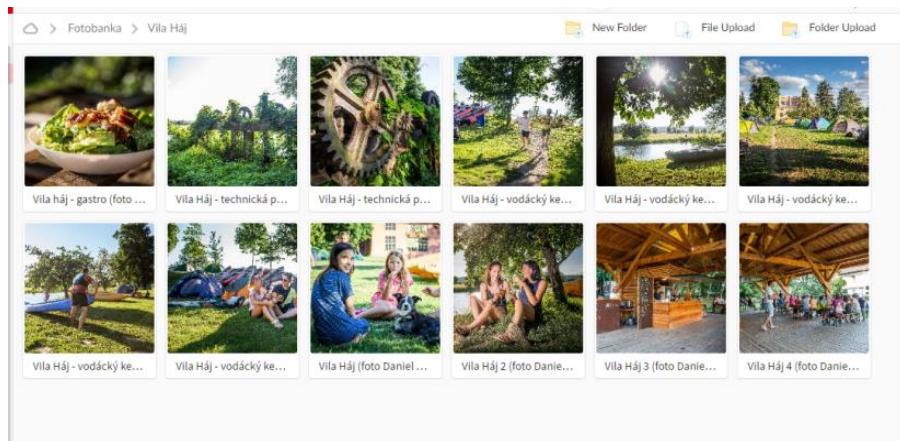 Fotobanka > Vila Háj
New Folder
File Upload
Folder Upload
Vila háj - gastro (foto ...
Vila Háj - technická p...
Vila Háj - technická p...
Vila Háj - vodácký ke...
Vila Háj - vodácký ke...
Vila Háj - vodácký ke...
Vila Háj - vodácký ke...
Vila Háj - vodácký ke...
Vila Háj (foto Daniel ...
Vila Háj 2 (foto Danie...
Vila Háj 3 (foto Danie...
Vila Háj 4 (foto Danie...